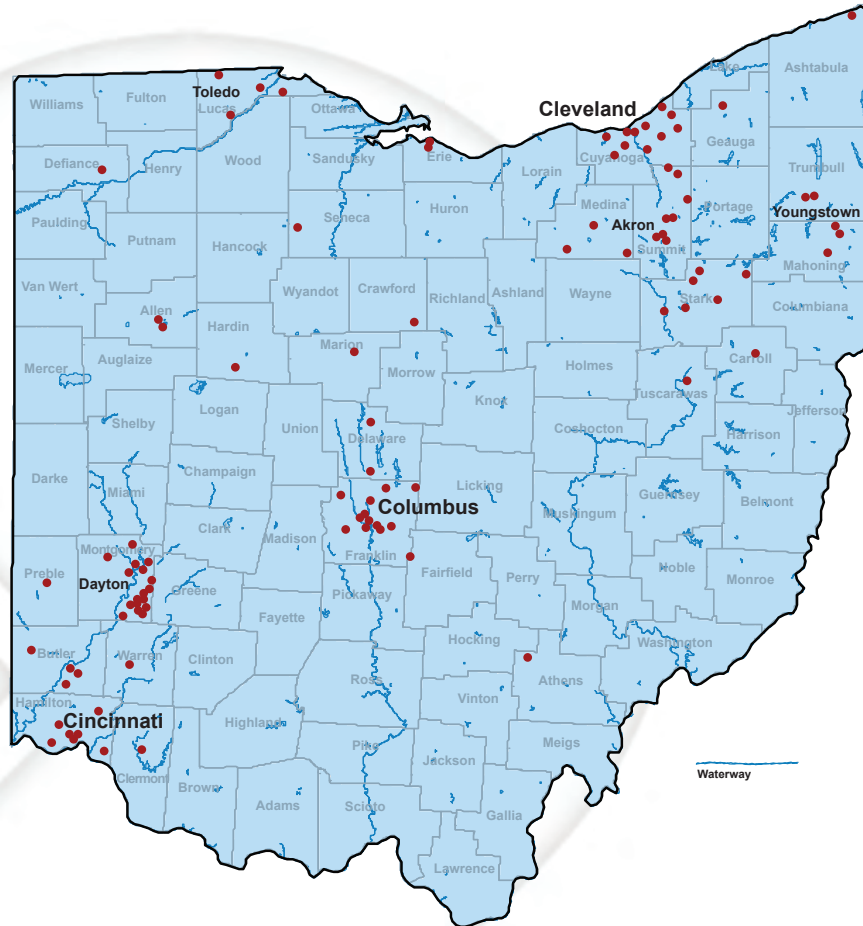 Lake
Ashtabula
Toledo
Williams
Fulton
Lucas
Ottawa
Cleveland
Geauga
Cuyahoga
Erie
Defiance
Henry
Wood
Sandusky
Lorain
Trumbull
Medina
Portage
Paulding
Seneca
Huron
Akron
Youngstown
Putnam
Hancock
Summit
Mahoning
Van Wert
Wyandot
Crawford
Richland
Ashland
Wayne
Stark
Columbiana
Allen
Hardin
Marion
Auglaize
Mercer
Morrow
Holmes
Carroll
Tuscarawas
Logan
Knox
Jefferson
Shelby
Union
Delaware
Coshocton
Harrison
Darke
Champaign
Licking
Miami
Columbus
Guernsey
Belmont
Muskingum
Clark
Madison
Franklin
Montgomery
Preble
Dayton
Greene
Pickaway
Fairfield
Perry
Noble
Monroe
Morgan
Fayette
Hocking
Washington
Butler
Warren
Clinton
Ross
Athens
Hamilton
Cincinnati
Highland
Vinton
Pike
Meigs
Jackson
Waterway
Clermont
Brown
Adams
Scioto
Gallia
Lawrence